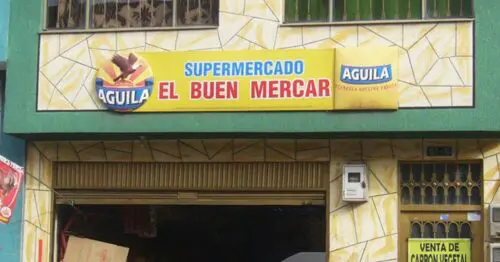 SUPERMERCADO
EL BUEN MERCAR
AGUILA
AGUILA
VENTA DE
CARBON VEGETAL